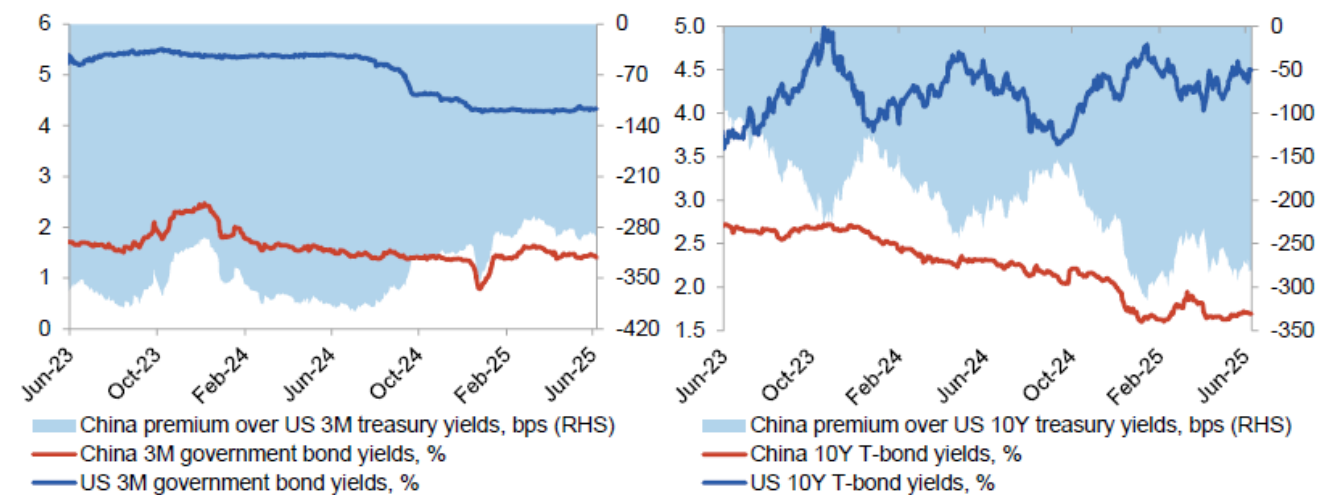 6
5
4
3
2
1
0
0
-70
-140
-210
-280
-350
-420
Jun-23
Oct-23
Feb-24
Jun-24
Oct-24
Feb-25
Jun-25
China premium over US 3M treasury yields, bps (RHS)
China 3M government bond yields, %
US 3M government bond yields, %
5.0
4.5
4.0
3.5
3.0
2.5
2.0
1.5
0
-50
-100
-150
-200
-250
-300
-350
Jun-23
Oct-23
Feb-24
Jun-24
Oct-24
Feb-25
Jun-25
China premium over US 10Y treasury yields, bps (RHS)
China 10Y T-bond yields, %
US 10Y T-bond yields, %